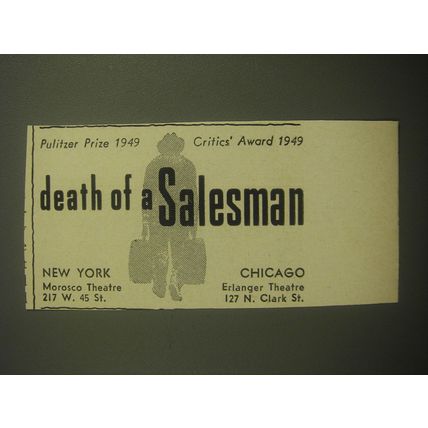 Pulitzer Prize 1949 Critics' Award 1949
death of a Salesman
NEW YORK CHICAGO
Morosco Theatre Erlanger Theatre
217 W. 45 St. 127 N. Clark St.